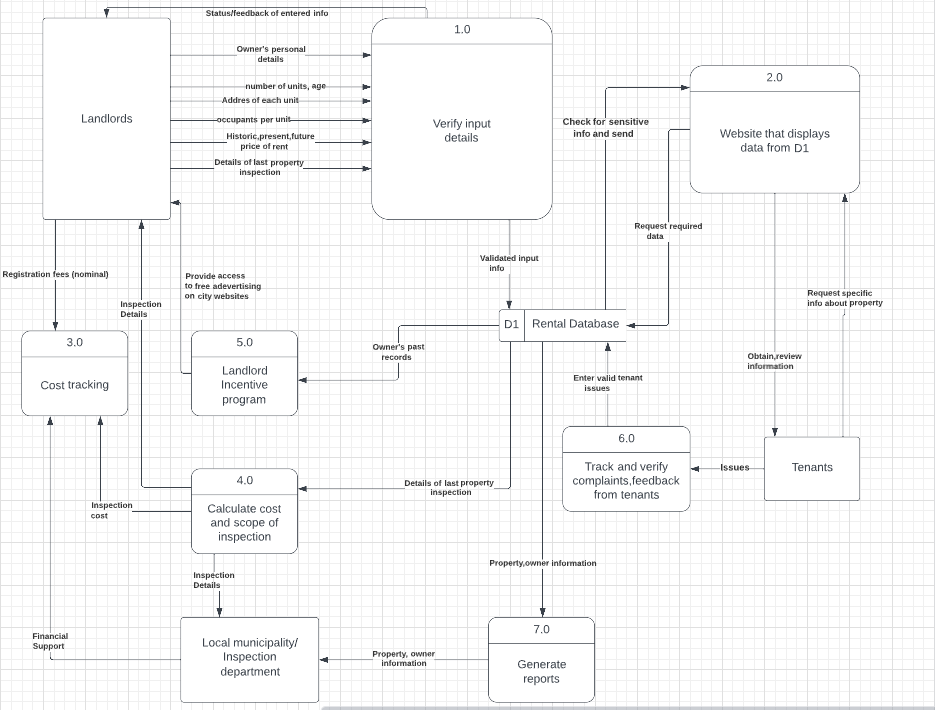 Status/feedback of entered info
1.0
Owner's personal
details
number of units, age
Addres of each unit
occupants per unit
Historic,present,future
price of rent
Details of last property
inspection
Landlords
Verify input
details
2.0
Website that displays
data from D1
Check for sensitive
info and send
Request required
data
Validated input
info
Registration fees (nominal)
Provide access
to free adevertising
on city websites
Inspection
Details
Request specific
info about property
D1
Rental Database
3.0
Cost tracking
5.0
Landlord
Incentive
program
Owner's past
records
Enter valid tenant
issues
Obtain,review
information
6.0
Track and verify
complaints,feedback
from tenants
Issues
Tenants
4.0
Calculate cost
and scope of
inspection
Details of last property
inspection
Inspection
cost
Property,owner information
Inspection
Details
Financial
Support
Local municipality/
Inspection
department
Property, owner
information
7.0
Generate
reports